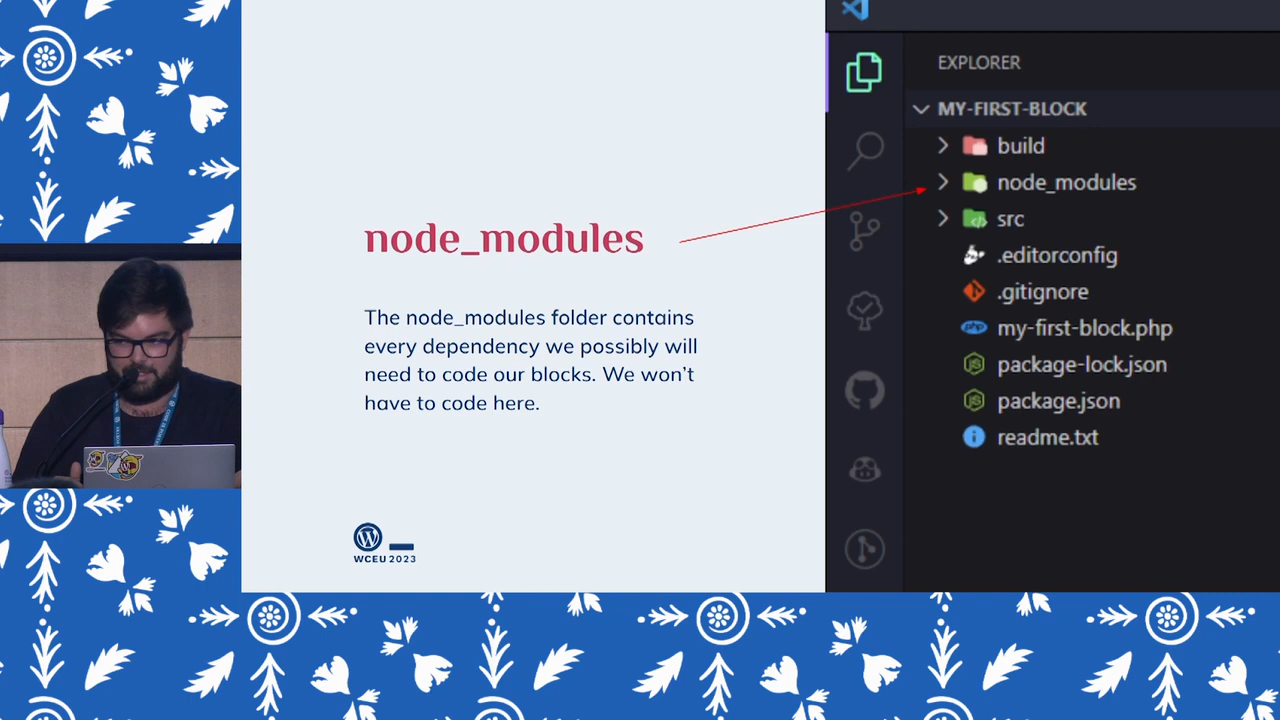 node_modules
The node_modules folder contains
every dependency we possibly will
need to code our blocks. We won't
have to code here.
WCEU 2023
EXPLORER
MY-FIRST-BLOCK
build
node_modules
src
.editorconfig
.gitignore
my-first-block.php
package-lock.json
package.json
readme.txt